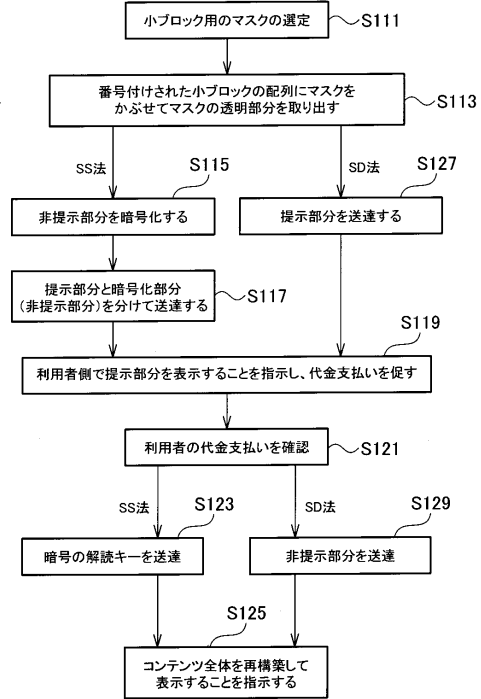 小ブロック用のマスクの選定
S111
番号付けされた小ブロックの配列にマスクを
かぶせてマスクの透明部分を取り出す
S113
SS法
SD法
S115
S127
非提示部分を暗号化する
提示部分を送達する
提示部分と暗号化部分
(非提示部分)を分けて送達する
S117
S119
利用者側で提示部分を表示することを指示し、代金支払いを促す
利用者の代金支払いを確認
S121
SS法
SD法
S123
S129
暗号の解読キーを送達
非提示部分を送達
S125
コンテンツ全体を再構築して
表示することを指示する